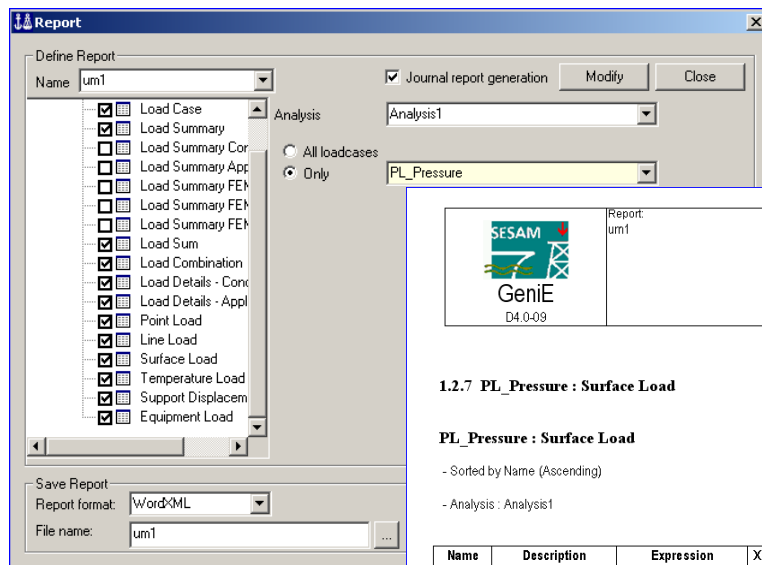 Report
Define Report
Name um1
Journal report generation Modify Close
Load Case
Load Summary
Load Summary Cor
Load Summary App
Load Summary FEM
Load Summary FEM
Load Summary FEM
Load Sum
Load Combination
Load Details - Conc
Load Details - Appl
Point Load
Line Load
Surface Load
Temperature Load
Support Displacem
Equipment Load
Analysis Analysis1
All loadcases
Only PL_Pressure
Save Report
Report format: WordXML
File name: um1 ...
SESAM
GeniE
D4.0-09
Report:
um1
1.2.7 PL_Pressure : Surface Load
PL_Pressure : Surface Load
- Sorted by Name (Ascending)
- Analysis : Analysis1
Name Description Expression X